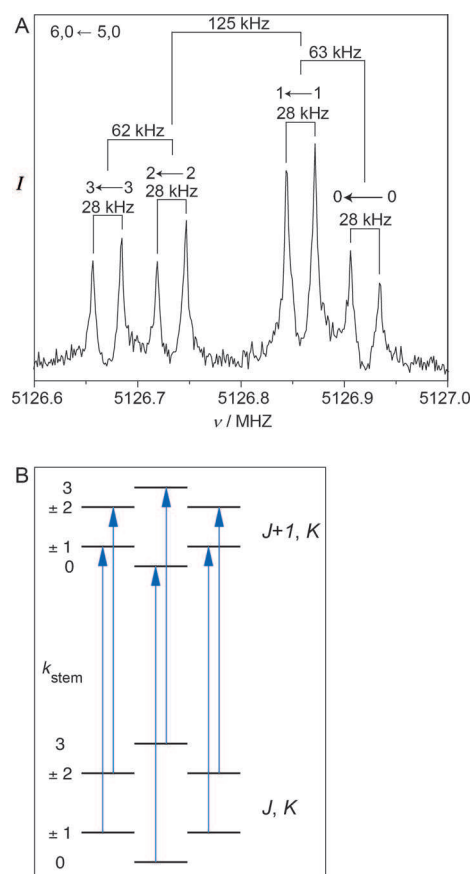 A
6,0 ← 5,0
125 kHz
63 kHz
1 ← 1
62 kHz
28 kHz
2 ← 2
3 ← 3
28 kHz
0 ← 0
28 kHz
28 kHz
I
5126.6 5126.7 5126.8 5126.9 5127.0
ν / MHZ
B
3
± 2
J+1, K
± 1
0
k stem
3
± 2
J, K
± 1
0